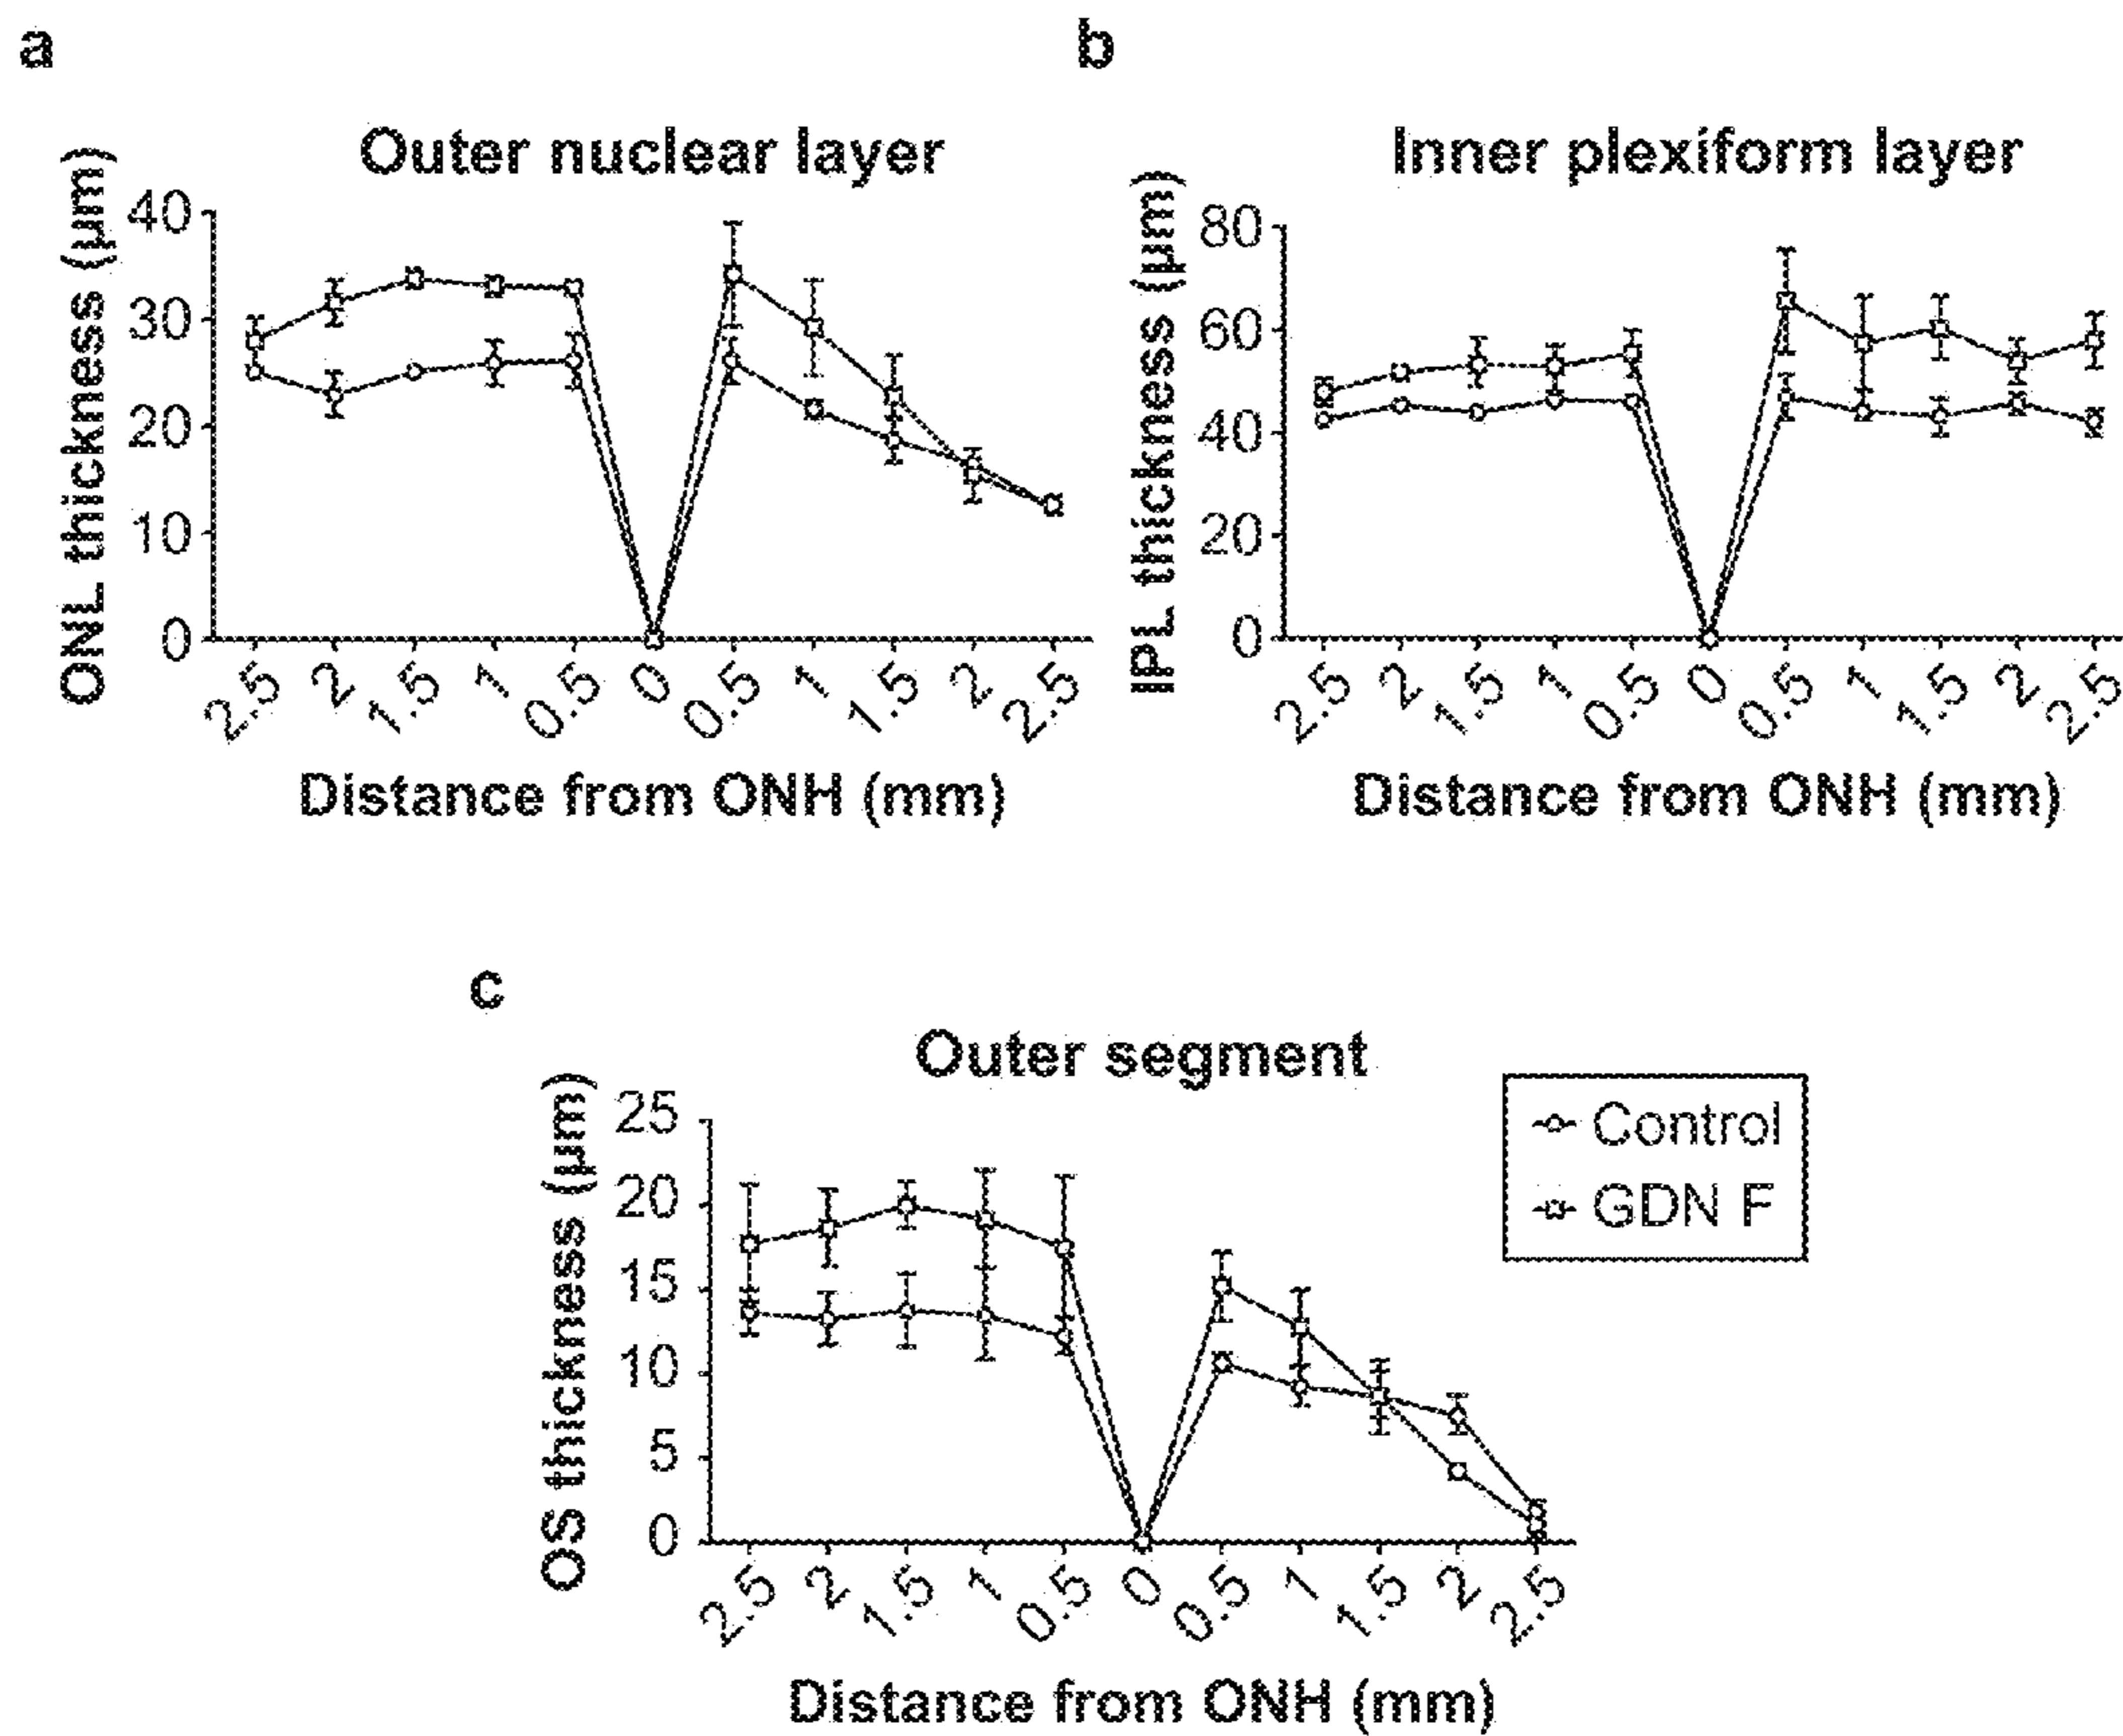 a
Outer nuclear layer
ONL thickness (µm)
40
30
20
10
0
2.5 2 1.5 1 0.5 0 0.5 1 1.5 2 2.5
Distance from ONH (mm)
b
Inner plexiform layer
IPL thickness (µm)
80
60
40
20
0
2.5 2 1.5 1 0.5 0 0.5 1 1.5 2 2.5
Distance from ONH (mm)
c
Outer segment
OS thickness (µm)
25
20
15
10
5
0
2.5 2 1.5 1 0.5 0 0.5 1 1.5 2 2.5
Distance from ONH (mm)
Control
GDN F